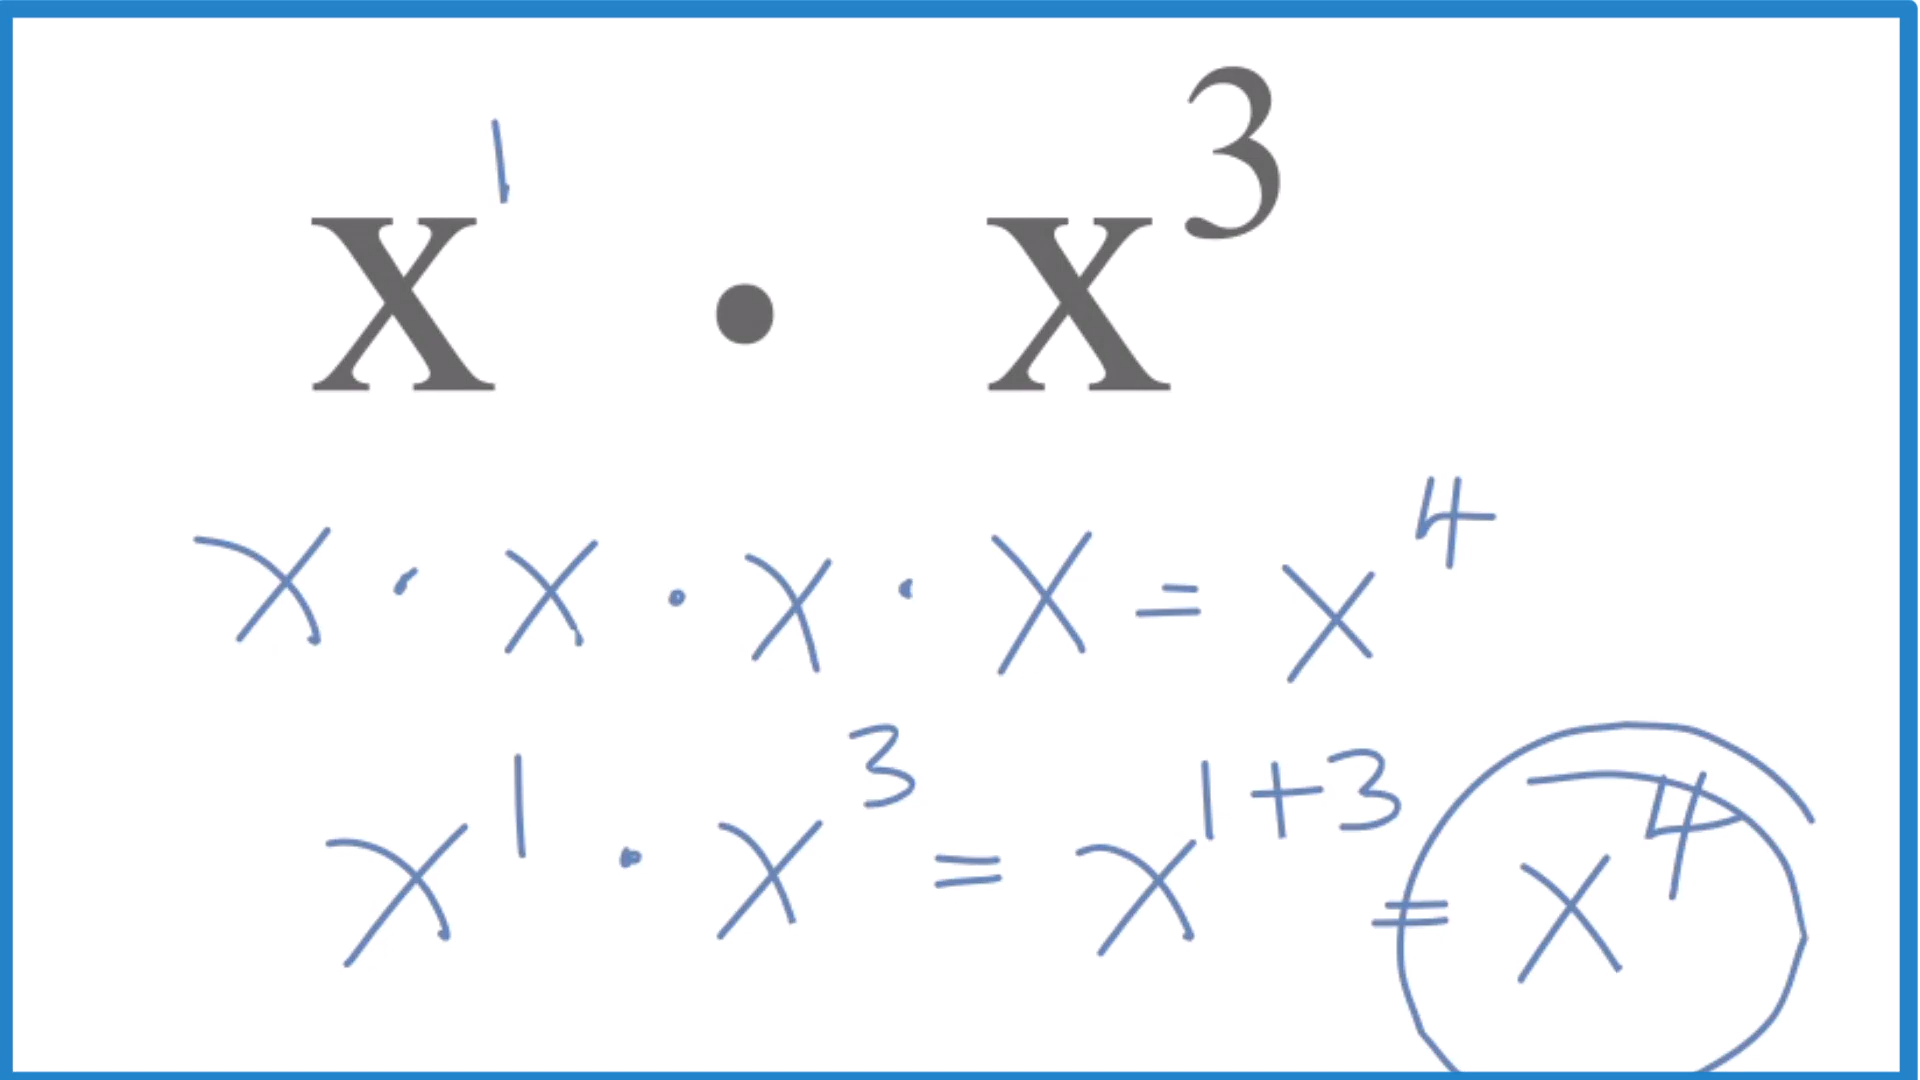 x¹ · x³
x · x · x · x = x⁴
x¹ · x³ = x¹⁺³ = x⁴